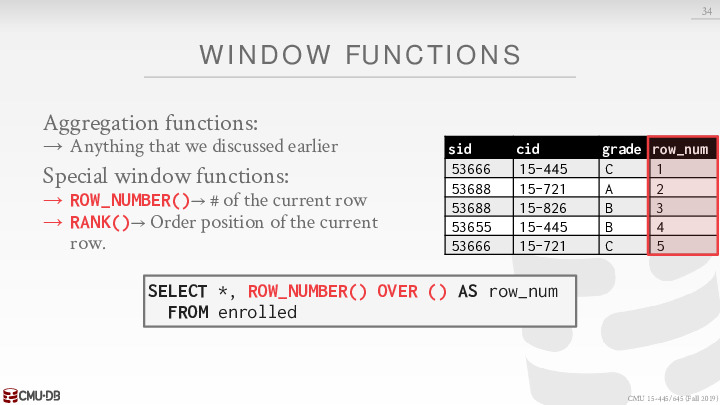 34
WINDOW FUNCTIONS
Aggregation functions:
→ Anything that we discussed earlier
Special window functions:
→ ROW_NUMBER()→ # of the current row
→ RANK()→ Order position of the current
row.
sid cid grade row_num
53666 15-445 C 1
53688 15-721 A 2
53688 15-826 B 3
53655 15-445 B 4
53666 15-721 C 5
SELECT *, ROW_NUMBER() OVER () AS row_num
FROM enrolled
CMU·DB
CMU 15-445/645 (Fall 2019)